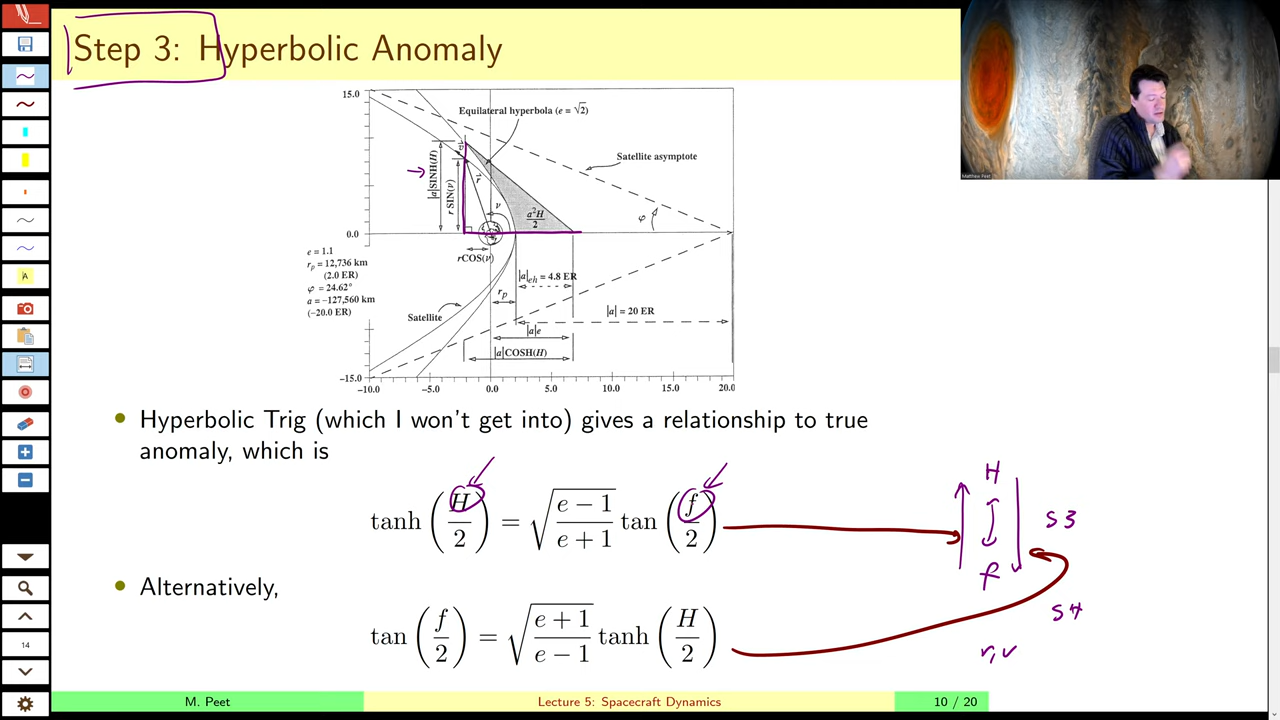 Step 3: Hyperbolic Anomaly
15.0
Equilateral hyperbola (e = √2)
Satellite asymptote
|a|SINH(H)
r SIN(ν)
v⃗
r⃗
ν
a²H
2
φ
0.0
rCOS(ν)
e = 1.1
r_p = 12,736 km
(2.0 ER)
φ = 24.62°
a = −127,560 km
(−20.0 ER)
|a|_eh = 4.8 ER
r_p
|a| = 20 ER
Satellite
|a|e
|a|COSH(H)
-15.0
-10.0 -5.0 0.0 5.0 10.0 15.0 20.0
Matthew Peet
• Hyperbolic Trig (which I won't get into) gives a relationship to true
anomaly, which is
tanh(H/2) = √((e − 1)/(e + 1)) tan(f/2)
• Alternatively,
tan(f/2) = √((e + 1)/(e − 1)) tanh(H/2)
H
f
S3
S4
r, v
14
M. Peet Lecture 5: Spacecraft Dynamics 10 / 20